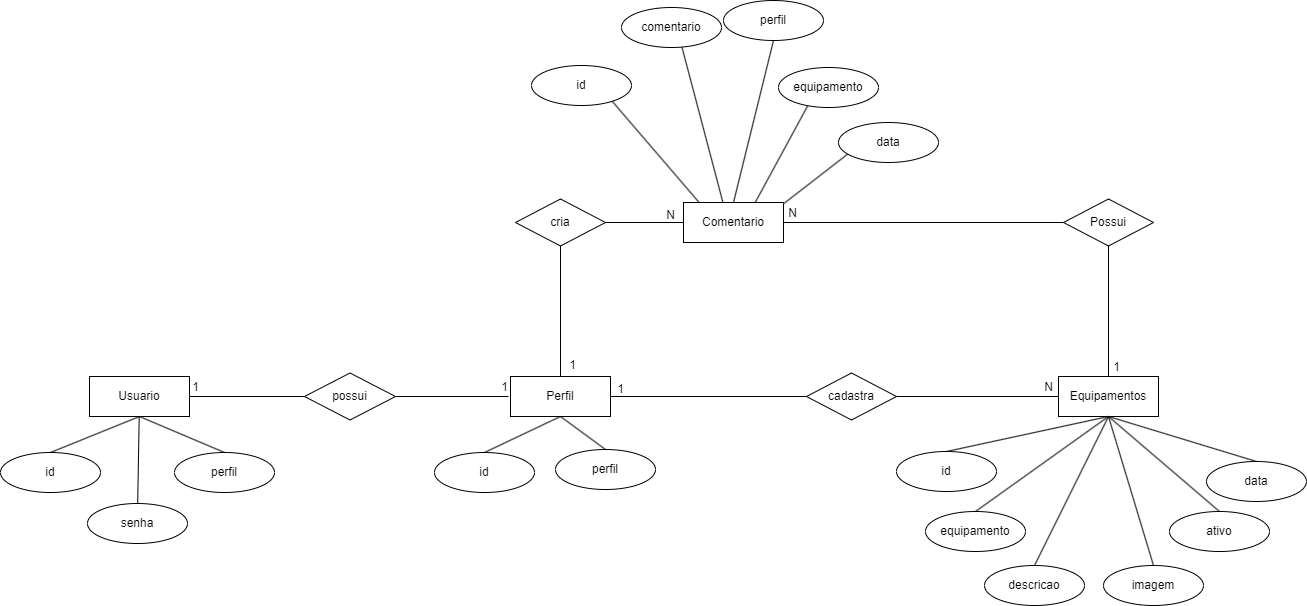 perfil
comentario
id
equipamento
data
cria
N
Comentario
N
Possui
1
1
Usuario
1
possui
1
Perfil
1
cadastra
N
Equipamentos
id
senha
perfil
id
perfil
id
equipamento
descricao
imagem
ativo
data